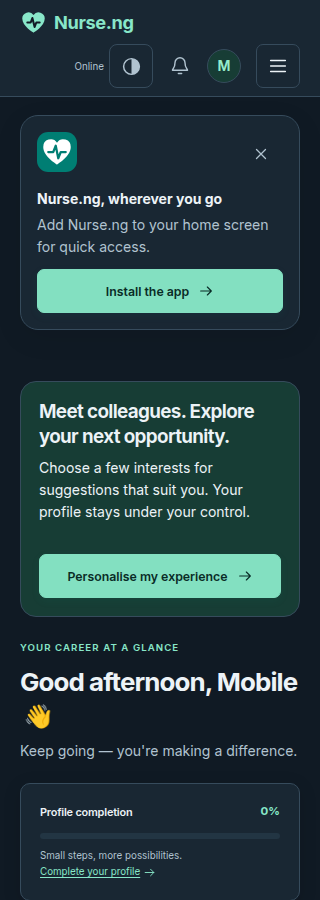 Nurse.ng
Online
M
Nurse.ng, wherever you go
Add Nurse.ng to your home screen
for quick access.
Install the app →
Meet colleagues. Explore
your next opportunity.
Choose a few interests for
suggestions that suit you. Your
profile stays under your control.
Personalise my experience →
YOUR CAREER AT A GLANCE
Good afternoon, Mobile
👋
Keep going — you're making a difference.
Profile completion 0%
Small steps, more possibilities.
Complete your profile →